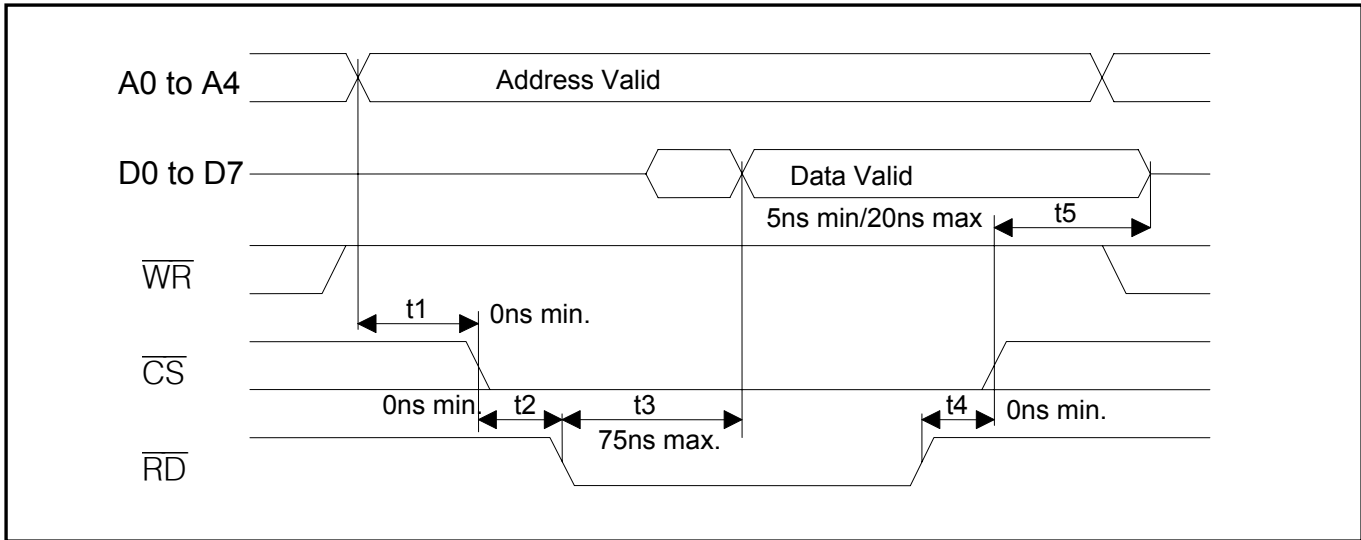 A0 to A4
Address Valid
D0 to D7
Data Valid
5ns min/20ns max
t5
WR
t1
0ns min.
CS
0ns min.
t2
t3
t4
0ns min.
75ns max.
RD